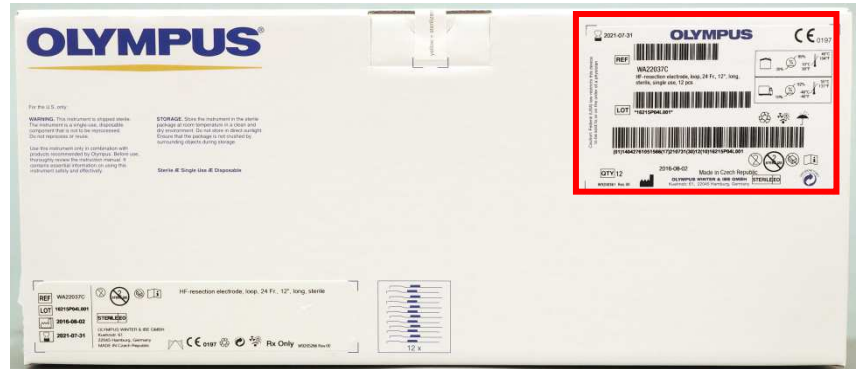 OLYMPUS
For the U.S. only:
WARNING. This instrument is shipped sterile.
The instrument is a single-use, disposable
component that is not to be reprocessed.
Do not reprocess or reuse.
Use this instrument only in combination with
products recommended by Olympus. Before use,
thoroughly review the instruction manual. It
contains essential information on using this
instrument safely and effectively.
STORAGE. Store the instrument in the sterile
package at room temperature in a clean and
dry environment. Do not store in direct sunlight.
Ensure that the package is not crushed by
surrounding objects during storage.
Sterile Æ Single Use Æ Disposable
yellow = sterilized
2021-07-31
OLYMPUS
CE 0197
REF
WA22037C
HF-resection electrode, loop, 24 Fr., 12°, long,
sterile, single use, 12 pcs
LOT
*16215P04L001*
(17)210731(30)12(10)16215P04L001
QTY 12
2016-08-02
Made in Czech Republic
OLYMPUS WINTER & IBE GMBH
Kuehnstr. 61, 22045 Hamburg, Germany
STERILE EO
REF WA22037C
HF-resection electrode, loop, 24 Fr., 12°, long, sterile
LOT 16215P04L001
2016-08-02
2021-07-31
STERILE EO
OLYMPUS WINTER & IBE GMBH
Kuehnstr. 61
22045 Hamburg, Germany
MADE IN Czech Republic
CE 0197
Rx Only
12 x